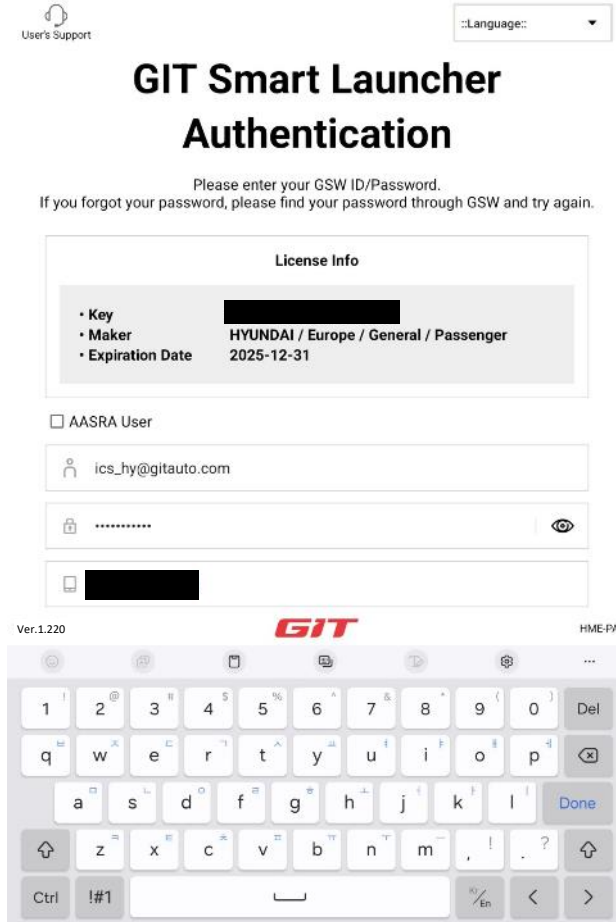 User's Support
::Language::
GIT Smart Launcher
Authentication
Please enter your GSW ID/Password.
If you forgot your password, please find your password through GSW and try again.
License Info
• Key
• Maker HYUNDAI / Europe / General / Passenger
• Expiration Date 2025-12-31
AASRA User
ics_hy@gitauto.com
•••••••••••
Ver.1.220 GIT HME-PA
1 ! 2 @ 3 # 4 $ 5 % 6 ^ 7 & 8 * 9 ( 0 ) Del
q ㅂ w ㅈ e ㄷ r ㄱ t ㅅ y ㅛ u ㅕ i ㅑ o ㅐ p ㅔ
a ㅁ s ㄴ d ㅇ f ㄹ g ㅎ h ㅗ j ㅓ k ㅏ l ㅣ Done
z ㅋ x ㅌ c ㅊ v ㅍ b ㅠ n ㅜ m ㅡ , ! . ?
Ctrl !#1 Kr/En < >